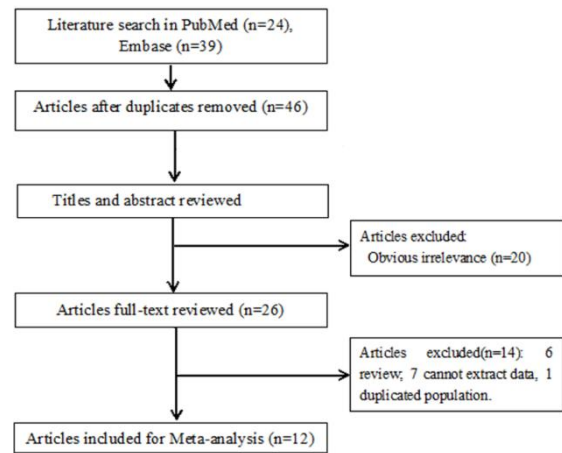 Literature search in PubMed (n=24),
Embase (n=39)
Articles after duplicates removed (n=46)
Titles and abstract reviewed
Articles excluded:
Obvious irrelevance (n=20)
Articles full-text reviewed (n=26)
Articles excluded(n=14): 6
review; 7 cannot extract data, 1
duplicated population.
Articles included for Meta-analysis (n=12)